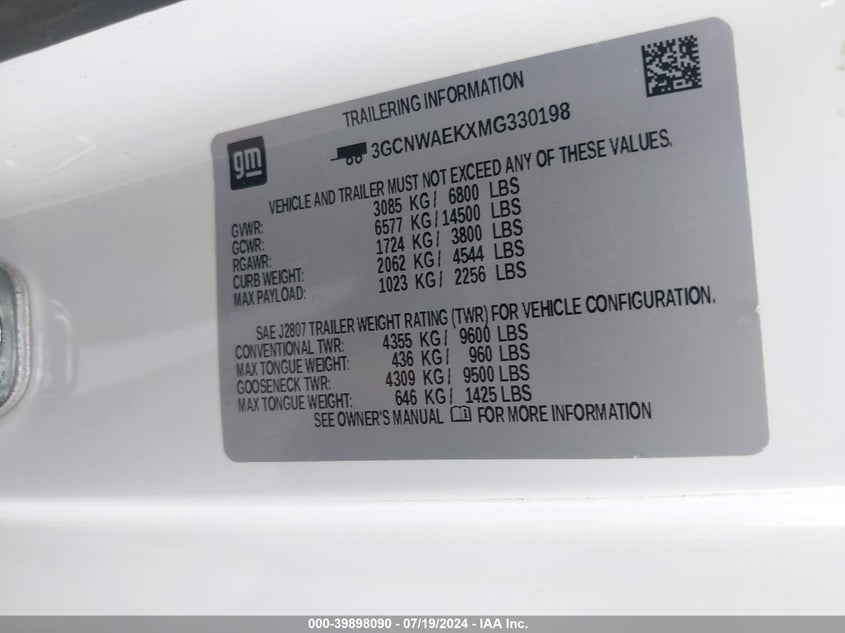 TRAILERING INFORMATION
gm
3GCNWAEKXMG330198
VEHICLE AND TRAILER MUST NOT EXCEED ANY OF THESE VALUES.
GVWR: 3085 KG/ 6800 LBS
GCWR: 6577 KG/14500 LBS
RGAWR: 1724 KG/ 3800 LBS
CURB WEIGHT: 2062 KG/ 4544 LBS
MAX PAYLOAD: 1023 KG/ 2256 LBS
SAE J2807 TRAILER WEIGHT RATING (TWR) FOR VEHICLE CONFIGURATION.
CONVENTIONAL TWR: 4355 KG/ 9600 LBS
MAX TONGUE WEIGHT: 436 KG/ 960 LBS
GOOSENECK TWR: 4309 KG/ 9500 LBS
MAX TONGUE WEIGHT: 646 KG/ 1425 LBS
SEE OWNER'S MANUAL FOR MORE INFORMATION
000-39898090 - 07/19/2024 - IAA Inc.